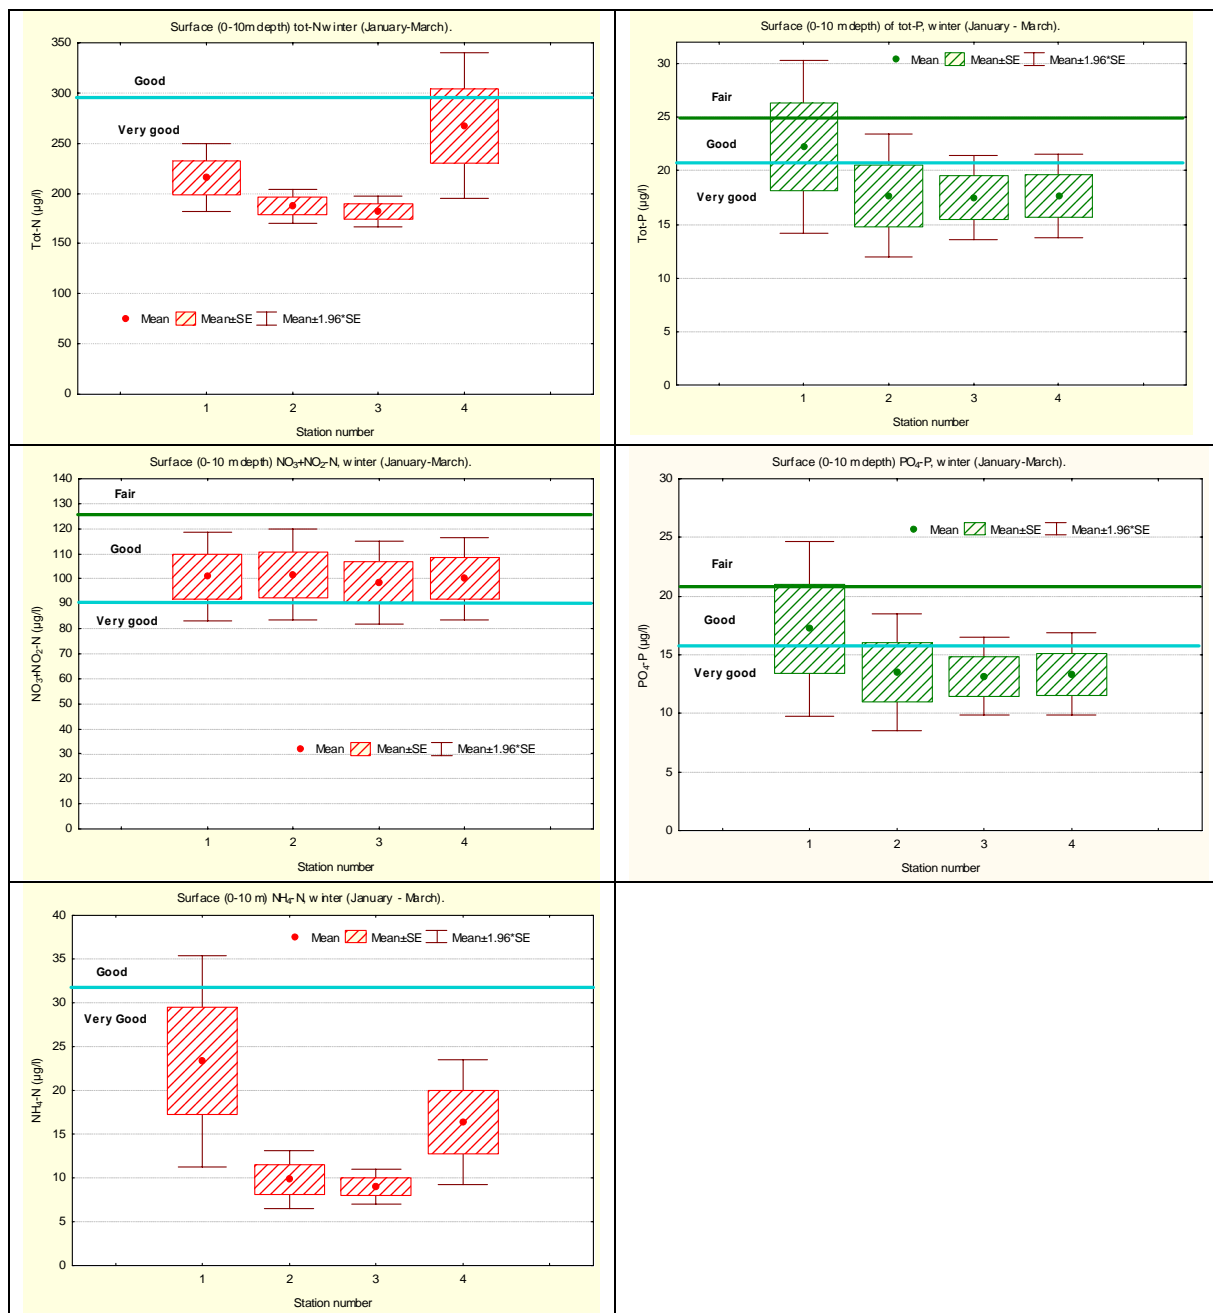 Surface (0-10m depth) tot-N winter (January-March).
350
300
250
200
150
100
50
0
Tot-N (µg/l)
Good
Very good
Mean Mean±SE Mean±1.96*SE
1 2 3 4
Station number
Surface (0-10 m depth) of tot-P, winter (January - March).
30
25
20
15
10
5
0
Tot-P (µg/l)
Mean Mean±SE Mean±1.96*SE
Fair
Good
Very good
1 2 3 4
Station number
Surface (0-10 m depth) NO₃+NO₂-N, winter (January-March).
140
130
120
110
100
90
80
70
60
50
40
30
20
10
0
NO₃+NO₂-N (µg/l)
Fair
Good
Very good
Mean Mean±SE Mean±1.96*SE
1 2 3 4
Station number
Surface (0-10 m depth) PO₄-P, winter (January-March).
30
25
20
15
10
5
0
PO₄-P (µg/l)
Mean Mean±SE Mean±1.96*SE
Fair
Good
Very good
1 2 3 4
Station number
Surface (0-10 m) NH₄-N, winter (January - March).
40
35
30
25
20
15
10
5
0
NH₄-N (µg/l)
Mean Mean±SE Mean±1.96*SE
Good
Very Good
1 2 3 4
Station number